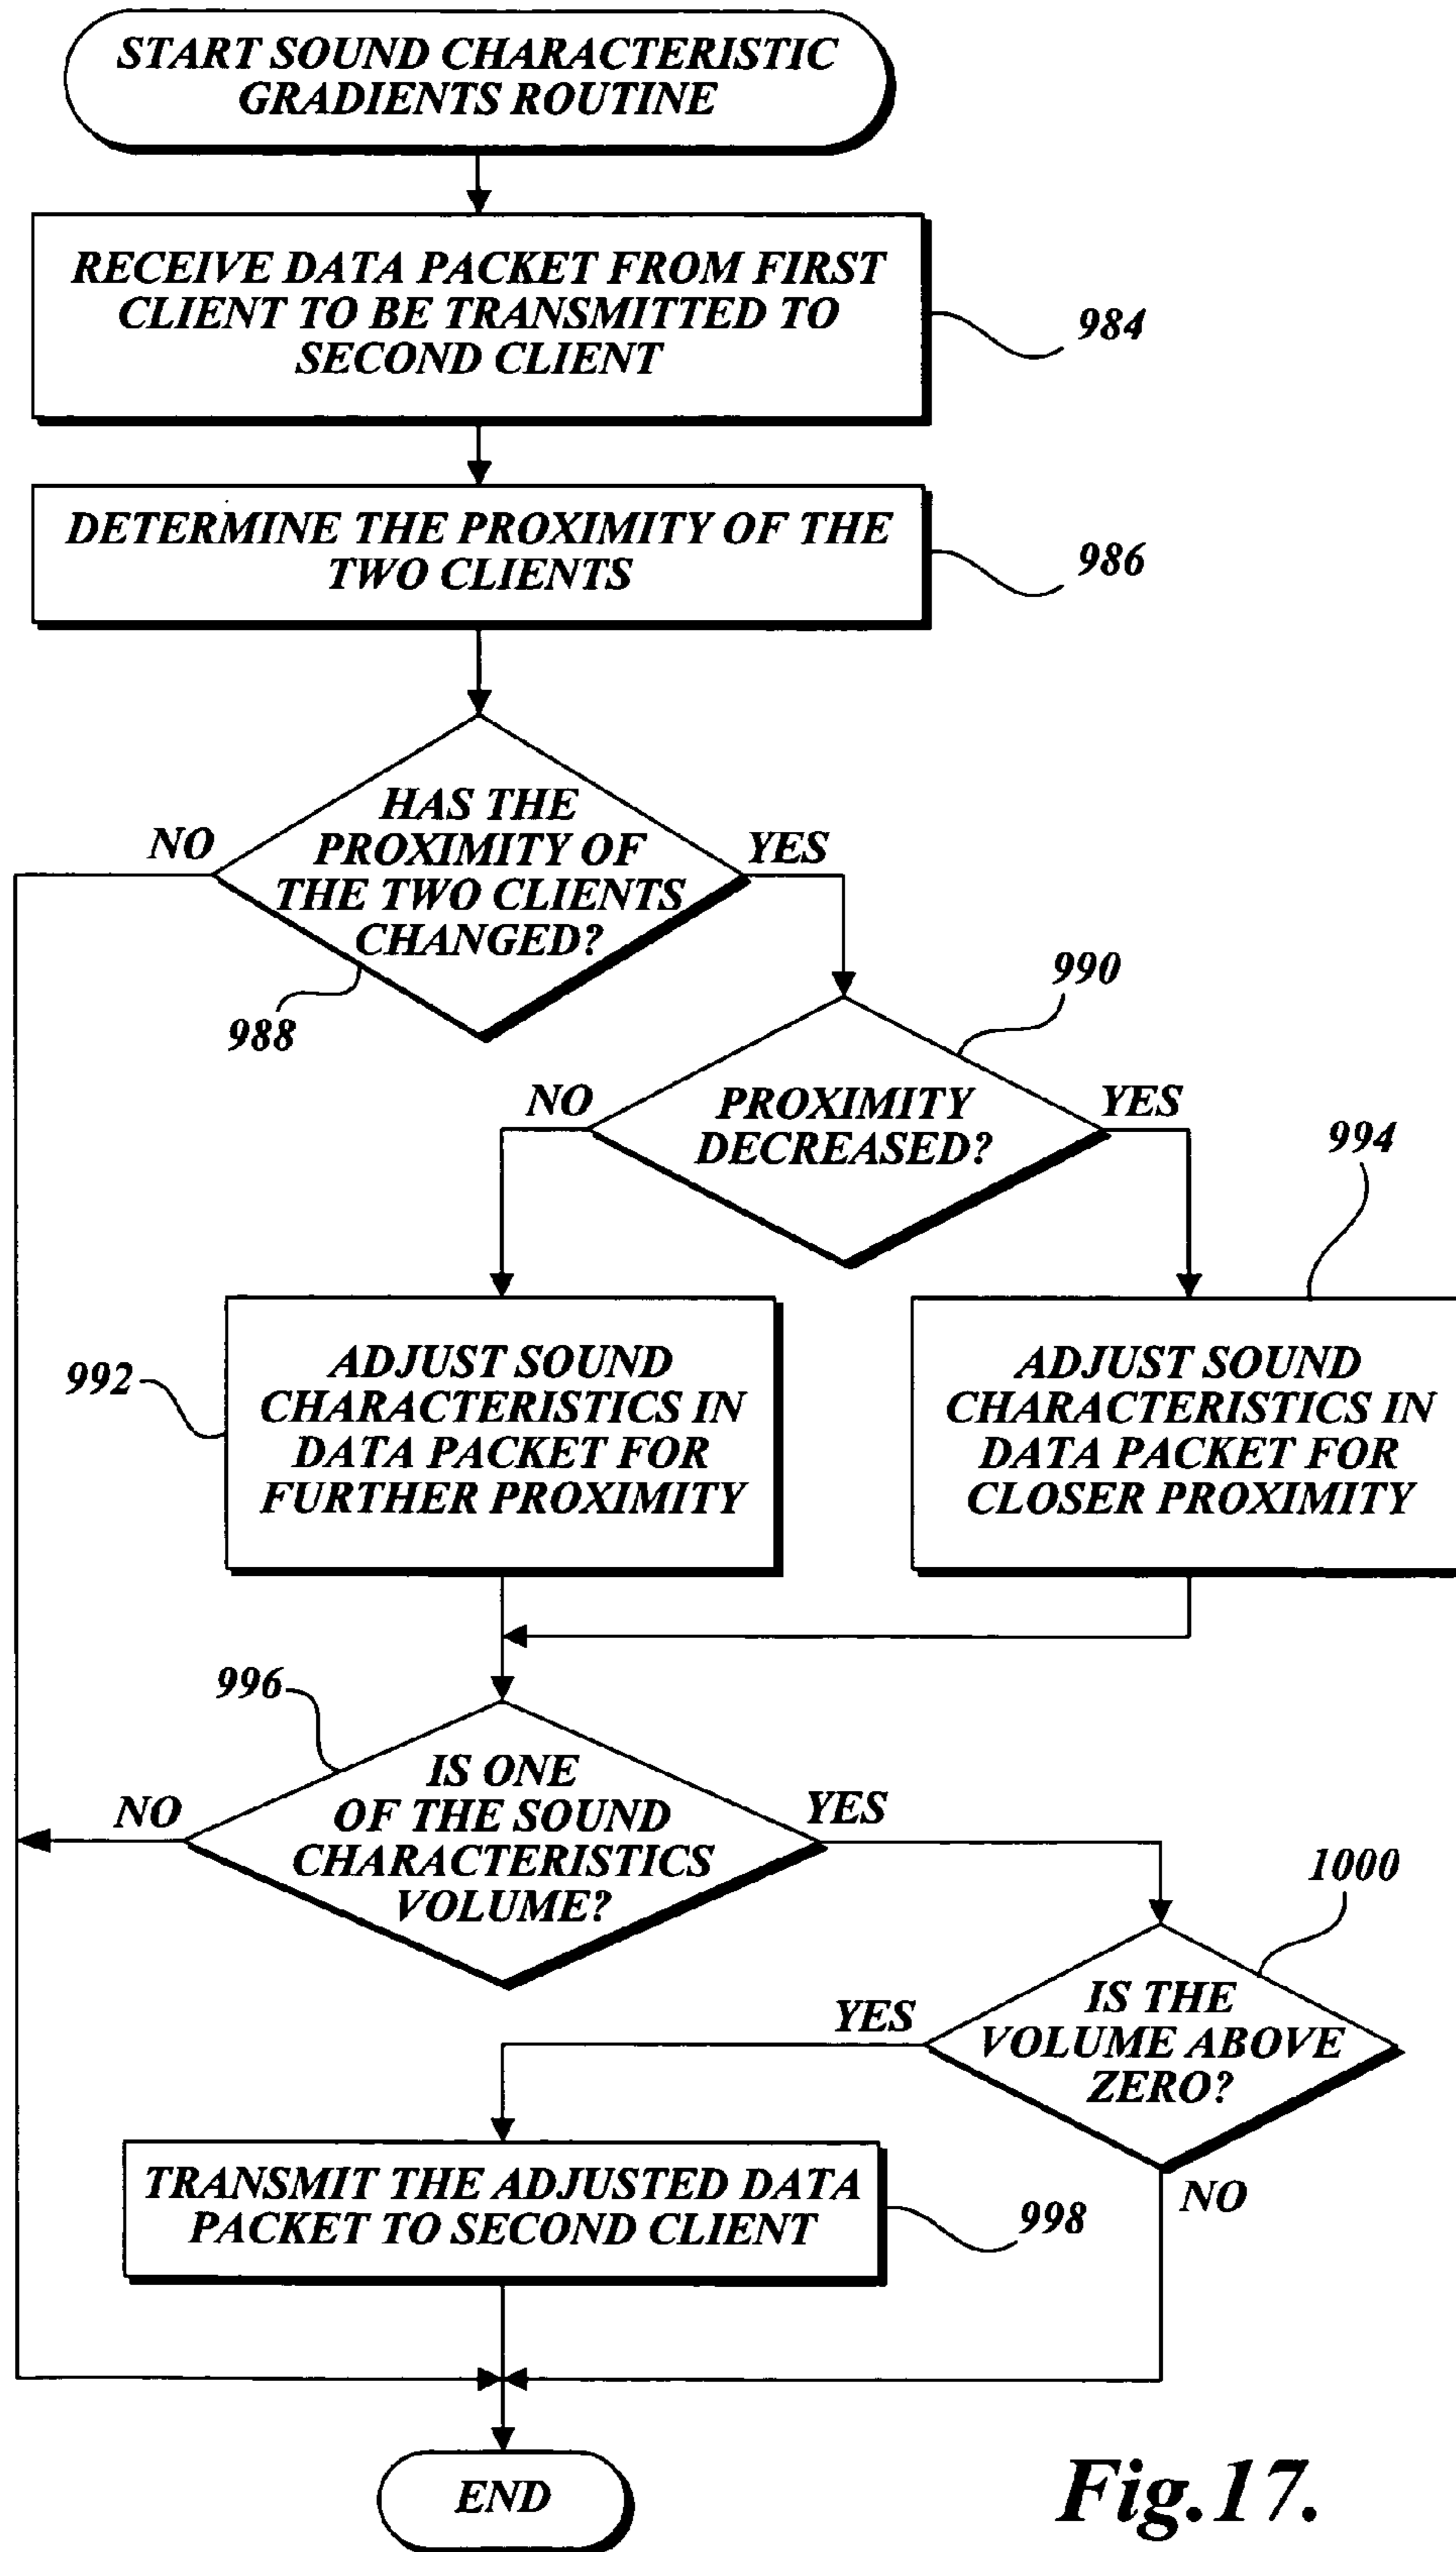 START SOUND CHARACTERISTIC
GRADIENTS ROUTINE
RECEIVE DATA PACKET FROM FIRST
CLIENT TO BE TRANSMITTED TO
SECOND CLIENT
984
DETERMINE THE PROXIMITY OF THE
TWO CLIENTS
986
HAS THE
PROXIMITY OF
THE TWO CLIENTS
CHANGED?
NO
YES
988
990
PROXIMITY
DECREASED?
NO
YES
994
992
ADJUST SOUND
CHARACTERISTICS IN
DATA PACKET FOR
FURTHER PROXIMITY
ADJUST SOUND
CHARACTERISTICS IN
DATA PACKET FOR
CLOSER PROXIMITY
996
IS ONE
OF THE SOUND
CHARACTERISTICS
VOLUME?
NO
YES
1000
IS THE
VOLUME ABOVE
ZERO?
YES
NO
TRANSMIT THE ADJUSTED DATA
PACKET TO SECOND CLIENT
998
END
Fig.17.